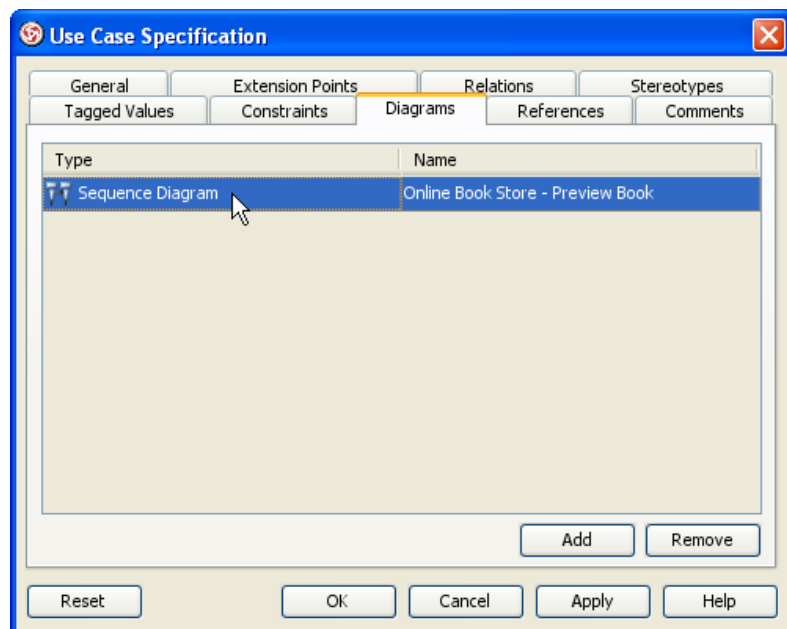 Use Case Specification
General Extension Points Relations Stereotypes
Tagged Values Constraints Diagrams References Comments
Type Name
Sequence Diagram Online Book Store - Preview Book
Add Remove
Reset OK Cancel Apply Help